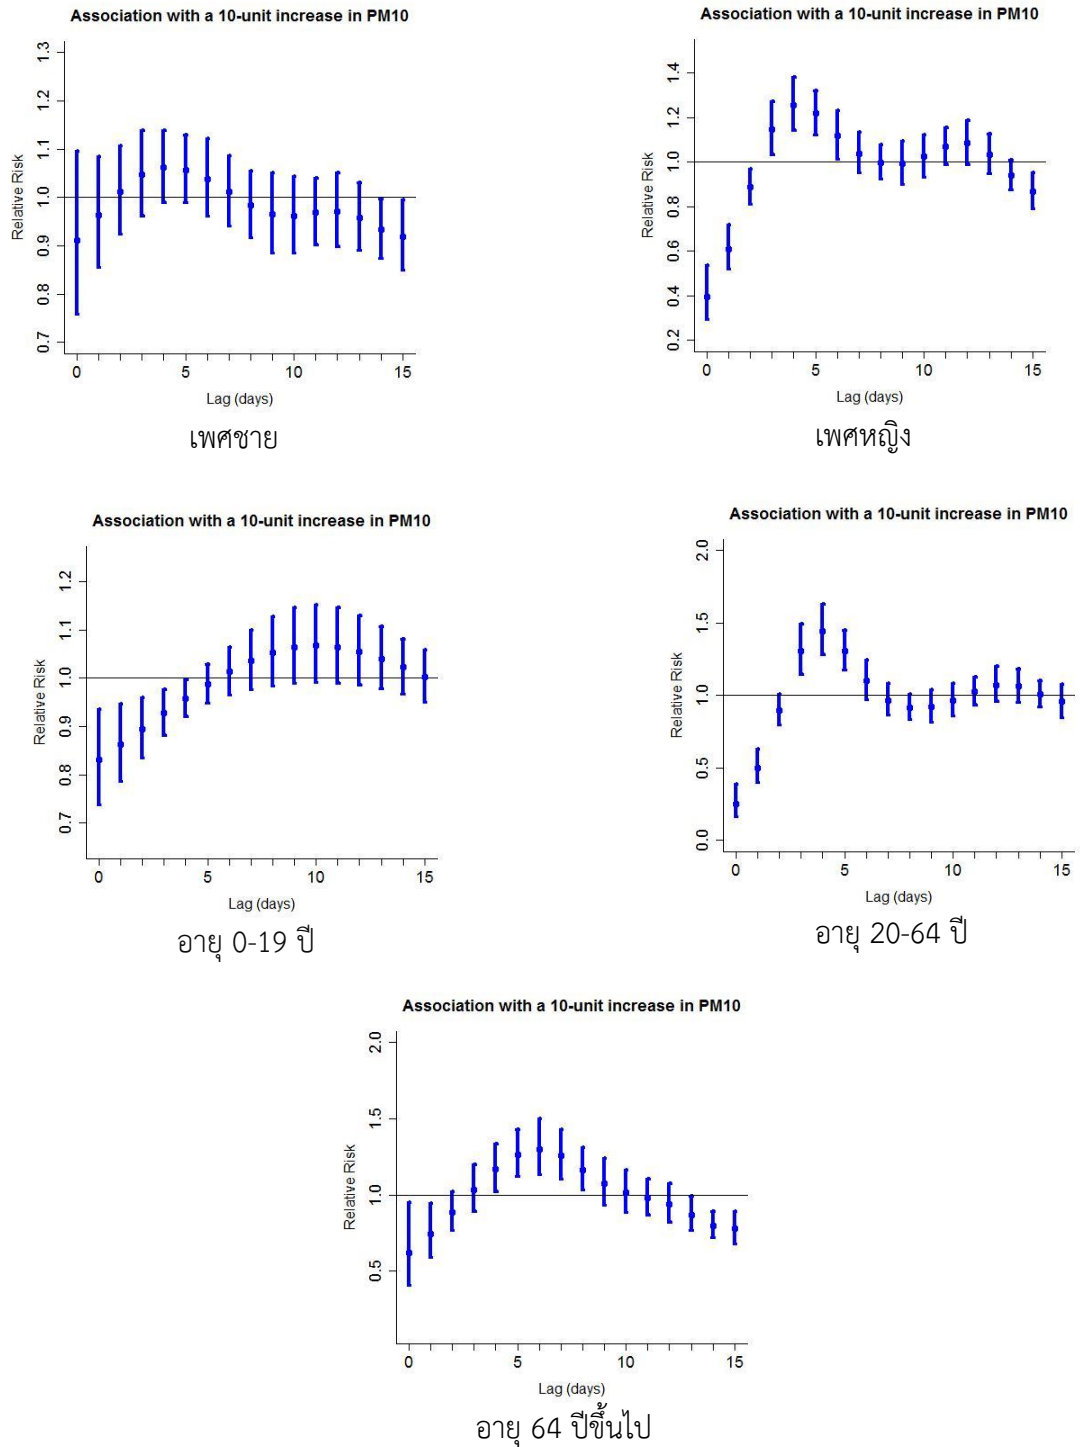 Association with a 10-unit increase in PM10
Relative Risk
1.3
1.2
1.1
1.0
0.9
0.8
0.7
0 5 10 15
Lag (days)
เพศชาย
Association with a 10-unit increase in PM10
Relative Risk
1.4
1.2
1.0
0.8
0.6
0.4
0.2
0 5 10 15
Lag (days)
เพศหญิง
Association with a 10-unit increase in PM10
Relative Risk
1.2
1.1
1.0
0.9
0.8
0.7
0 5 10 15
Lag (days)
อายุ 0-19 ปี
Association with a 10-unit increase in PM10
Relative Risk
2.0
1.5
1.0
0.5
0.0
0 5 10 15
Lag (days)
อายุ 20-64 ปี
Association with a 10-unit increase in PM10
Relative Risk
2.0
1.5
1.0
0.5
0 5 10 15
Lag (days)
อายุ 64 ปีขึ้นไป